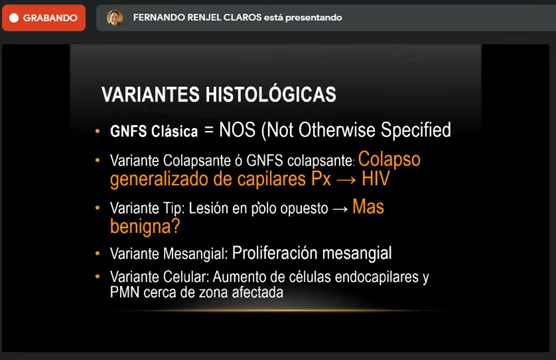 GRABANDO
FERNANDO RENJEL CLAROS está presentando
VARIANTES HISTOLÓGICAS
• GNFS Clásica = NOS (Not Otherwise Specified
• Variante Colapsante ó GNFS colapsante: Colapso
generalizado de capilares Px → HIV
• Variante Tip: Lesión en polo opuesto → Mas
benigna?
• Variante Mesangial: Proliferación mesangial
• Variante Celular: Aumento de células endocapilares y
PMN cerca de zona afectada